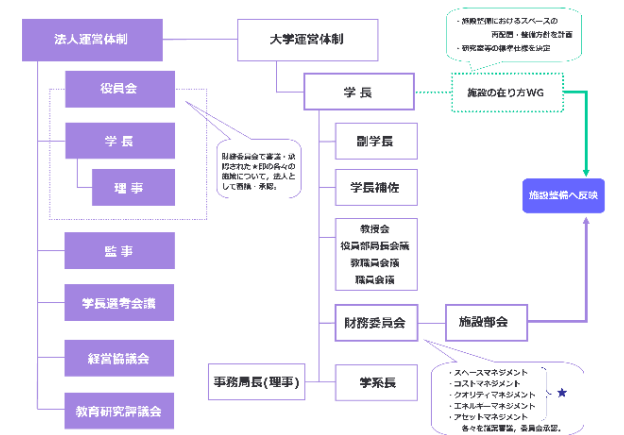 法人運営体制
大学運営体制
・施設整備におけるスペースの
再配置・整備方針を計画
・研究室等の標準仕様を決定
役員会
学長
施設の在り方WG
学長
副学長
財務委員会で審議・承
認された★印の各々の
施策について，法人と
して審議・承認。
理事
学長補佐
施設整備へ反映
監事
教授会
役員部局長会議
教職員会議
職員会議
学長選考会議
財務委員会
施設部会
経営協議会
事務局長(理事)
学系長
・スペースマネジメント
・コストマネジメント
・クオリティマネジメント
・エネルギーマネジメント
・アセットマネジメント
★
各々を提案審議，委員会承認。
教育研究評議会